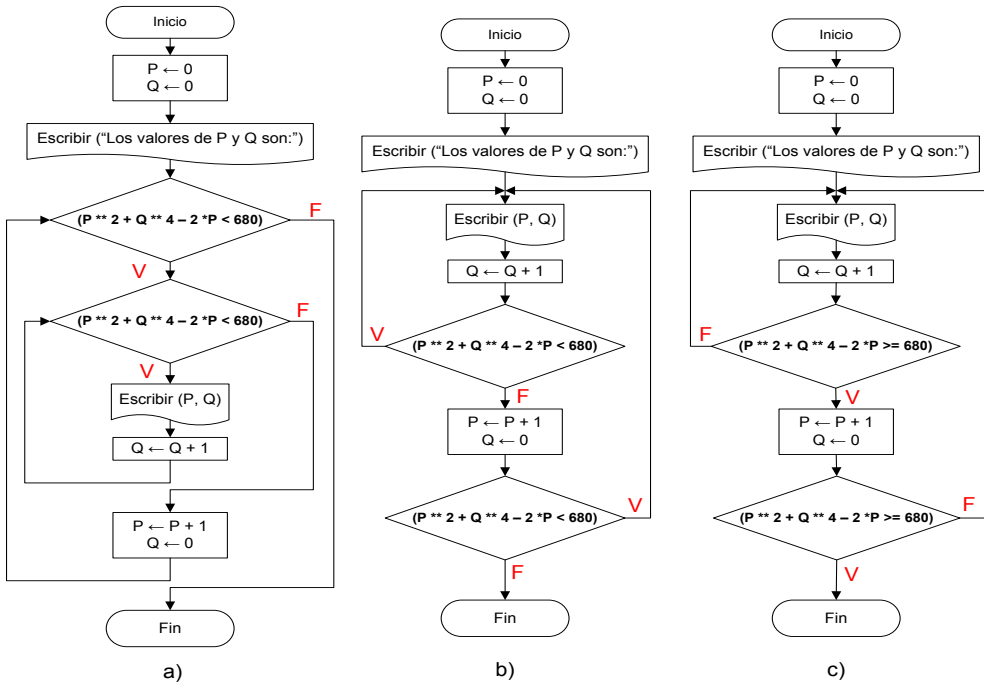 Inicio
P ← 0
Q ← 0
Escribir (“Los valores de P y Q son:”)
(P ** 2 + Q ** 4 – 2 *P < 680)
F
V
(P ** 2 + Q ** 4 – 2 *P < 680)
F
V
Escribir (P, Q)
Q ← Q + 1
P ← P + 1
Q ← 0
Fin
a)
Inicio
P ← 0
Q ← 0
Escribir (“Los valores de P y Q son:”)
Escribir (P, Q)
Q ← Q + 1
V
(P ** 2 + Q ** 4 – 2 *P < 680)
F
P ← P + 1
Q ← 0
V
(P ** 2 + Q ** 4 – 2 *P < 680)
F
Fin
b)
Inicio
P ← 0
Q ← 0
Escribir (“Los valores de P y Q son:”)
Escribir (P, Q)
Q ← Q + 1
F
(P ** 2 + Q ** 4 – 2 *P >= 680)
V
P ← P + 1
Q ← 0
F
(P ** 2 + Q ** 4 – 2 *P >= 680)
V
Fin
c)